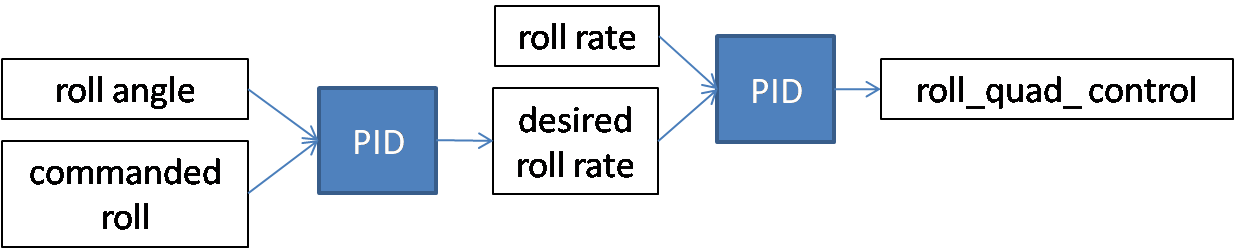 roll angle
commanded
roll
PID
roll rate
desired
roll rate
PID
roll_quad_ control